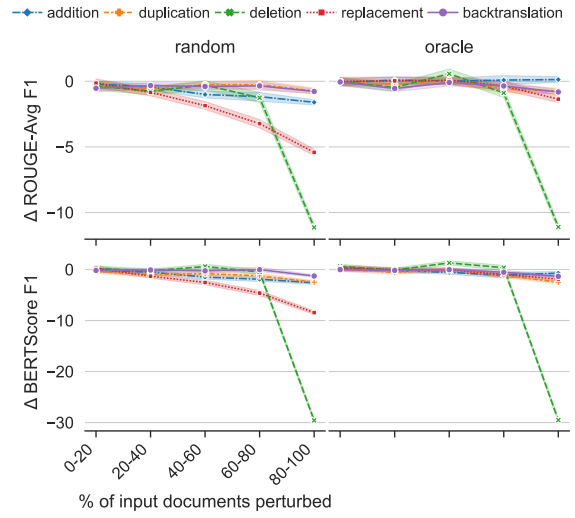 addition duplication deletion replacement backtranslation
random oracle
Δ ROUGE-Avg F1
0
−5
−10
Δ BERTScore F1
0
−10
−20
−30
0-20 20-40 40-60 60-80 80-100
% of input documents perturbed